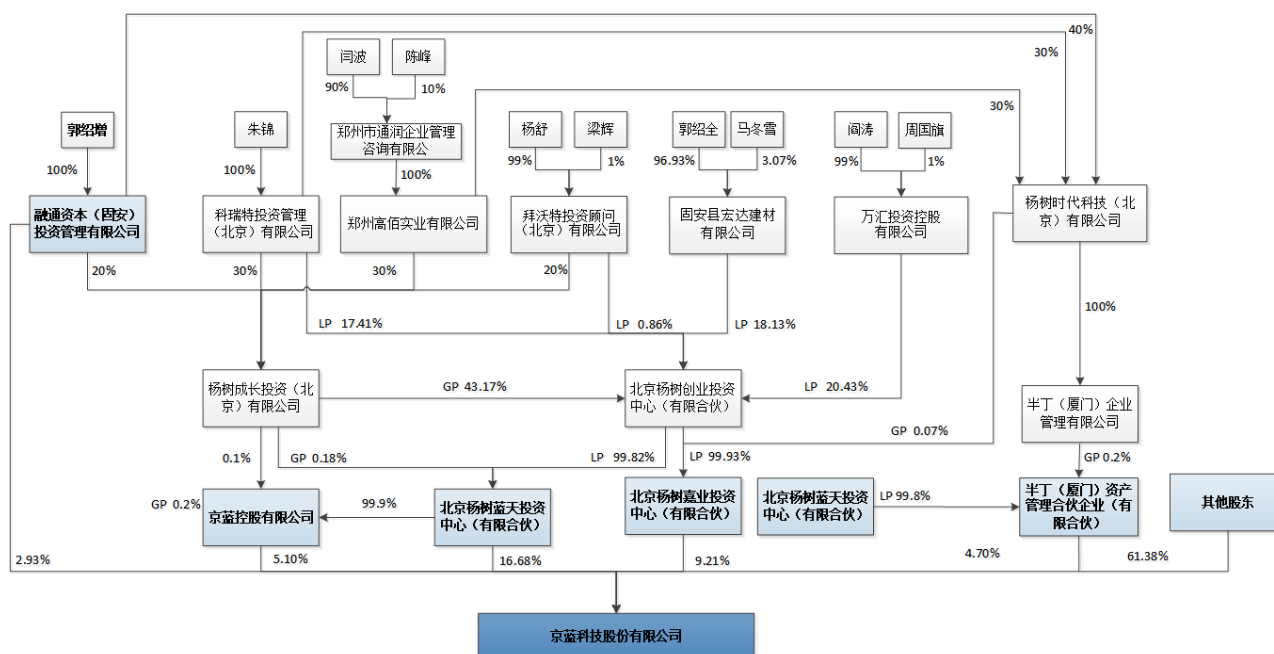 40%
30%
闫波
陈峰
90%
10%
30%
郭绍增
朱锦
郑州市通润企业管理
咨询有限公
杨舒
梁辉
郭绍全
马冬雪
阎涛
周国旗
99%
1%
96.93%
3.07%
99%
1%
100%
100%
100%
融通资本（固安）
投资管理有限公司
科瑞特投资管理
（北京）有限公司
郑州高佰实业有限公司
拜沃特投资顾问
（北京）有限公司
固安县宏达建材
有限公司
万汇投资控股
有限公司
杨树时代科技（北
京）有限公司
20%
30%
30%
20%
100%
LP 17.41%
LP 0.86%
LP 18.13%
杨树成长投资（北
京）有限公司
GP 43.17%
北京杨树创业投资
中心（有限合伙）
LP 20.43%
半丁（厦门）企业
管理有限公司
GP 0.07%
0.1%
GP 0.18%
LP 99.82%
LP 99.93%
GP 0.2%
GP 0.2%
京蓝控股有限公司
99.9%
北京杨树蓝天投资
中心（有限合伙）
北京杨树嘉业投资
中心（有限合伙）
北京杨树蓝天投资
中心（有限合伙）
LP 99.8%
半丁（厦门）资产
管理合伙企业（有
限合伙）
其他股东
2.93%
5.10%
16.68%
9.21%
4.70%
61.38%
京蓝科技股份有限公司